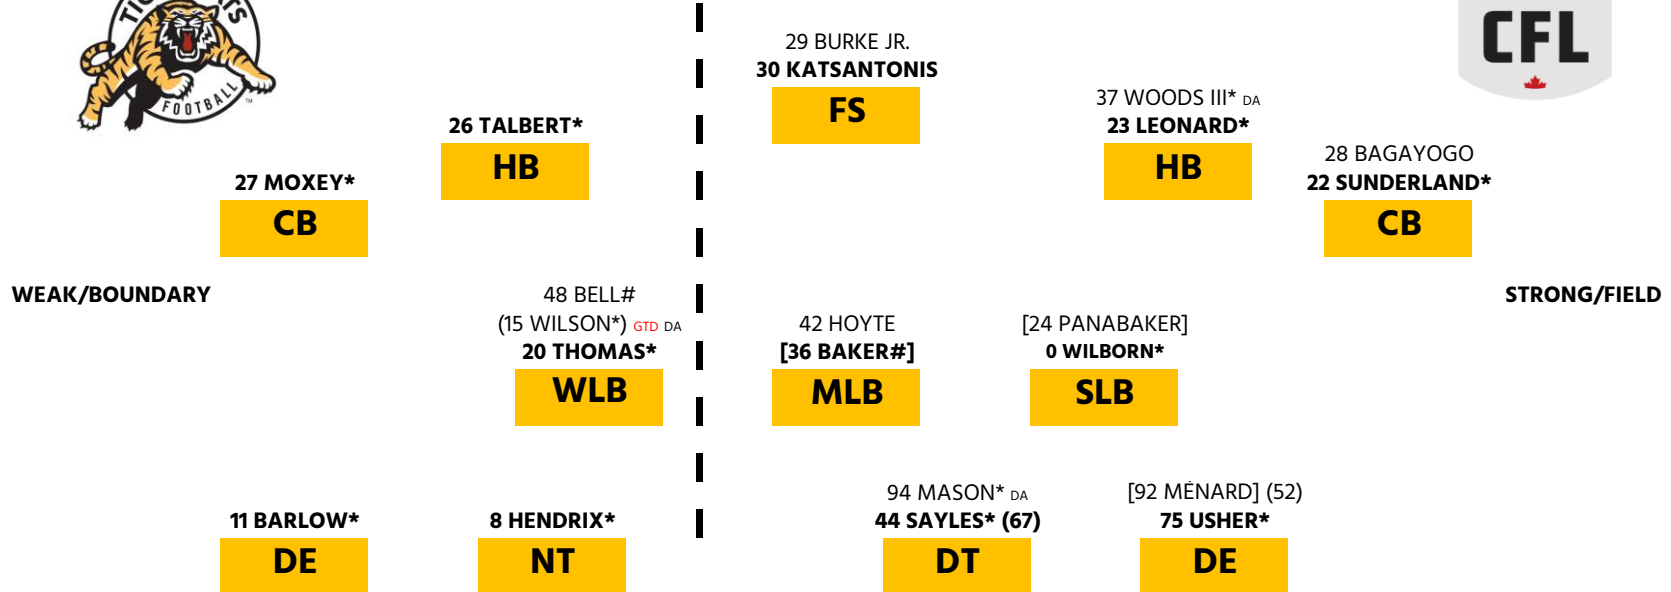 FOOTBALL
TM
CFL
29 BURKE JR.
30 KATSANTONIS
FS
37 WOODS III* DA
23 LEONARD*
HB
26 TALBERT*
HB
28 BAGAYOGO
22 SUNDERLAND*
CB
27 MOXEY*
CB
WEAK/BOUNDARY
STRONG/FIELD
48 BELL#
(15 WILSON*) GTD DA
20 THOMAS*
WLB
42 HOYTE
[36 BAKER#]
MLB
[24 PANABAKER]
0 WILBORN*
SLB
11 BARLOW*
DE
8 HENDRIX*
NT
94 MASON* DA
44 SAYLES* (67)
DT
[92 MÉNARD] (52)
75 USHER*
DE